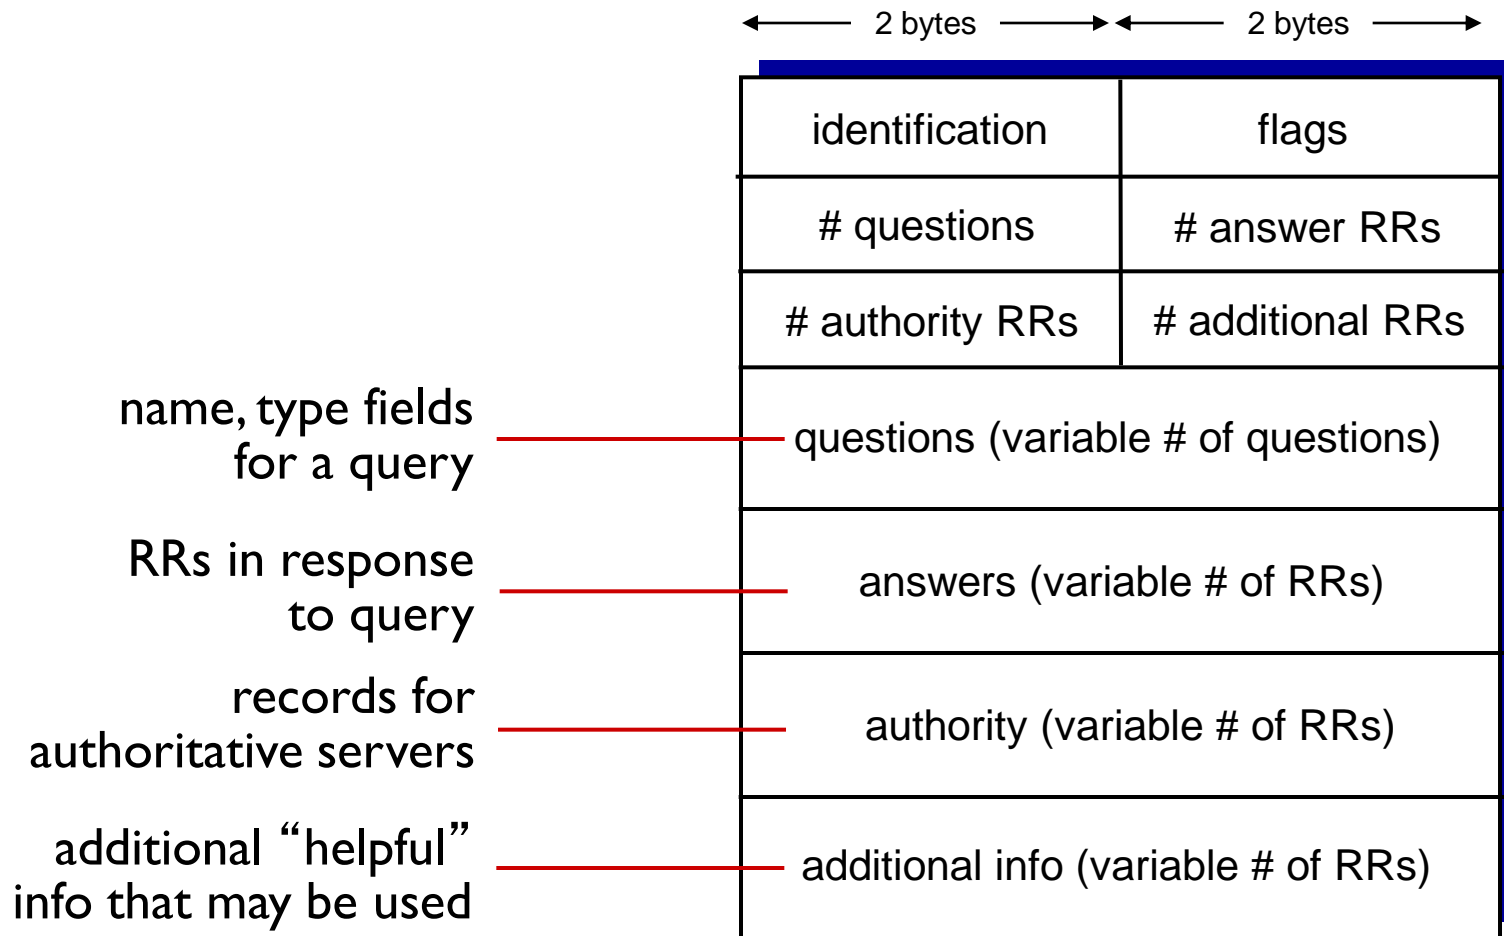 2 bytes 2 bytes
identification flags
# questions # answer RRs
# authority RRs # additional RRs
name, type fields
for a query
questions (variable # of questions)
RRs in response
to query
answers (variable # of RRs)
records for
authoritative servers
authority (variable # of RRs)
additional “helpful”
info that may be used
additional info (variable # of RRs)